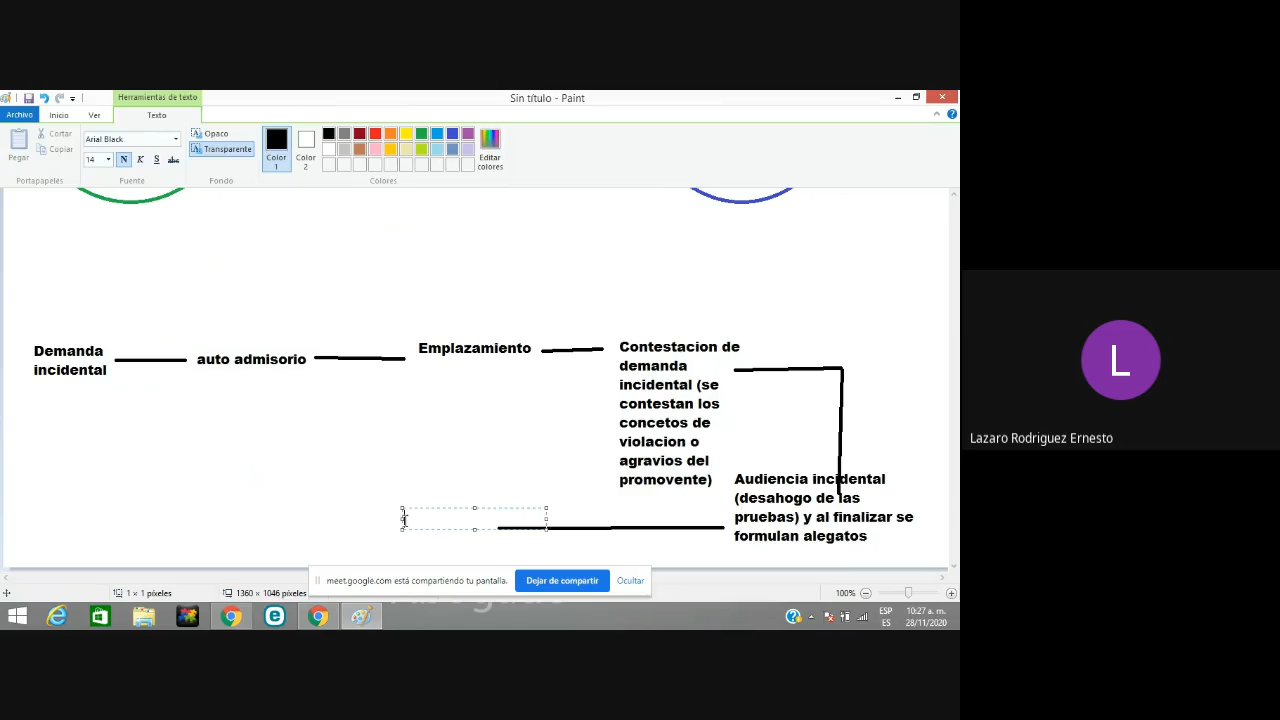 Herramientas de texto
Sin título - Paint
Archivo
Inicio
Ver
Texto
Pegar
Cortar
Copiar
Portapapeles
Arial Black
14
N K S abc
Fuente
Opaco
Transparente
Fondo
Color 1
Color 2
Editar colores
Colores
Demanda
incidental
auto admisorio
Emplazamiento
Contestacion de
demanda
incidental (se
contestan los
concetos de
violacion o
agravios del
promovente)
Audiencia incidental
(desahogo de las
pruebas) y al finalizar se
formulan alegatos
L
Lazaro Rodriguez Ernesto
meet.google.com está compartiendo tu pantalla.
Dejar de compartir
Ocultar
1 × 1 píxeles
1360 × 1046 píxeles
100%
ESP
ES
10:27 a. m.
28/11/2020